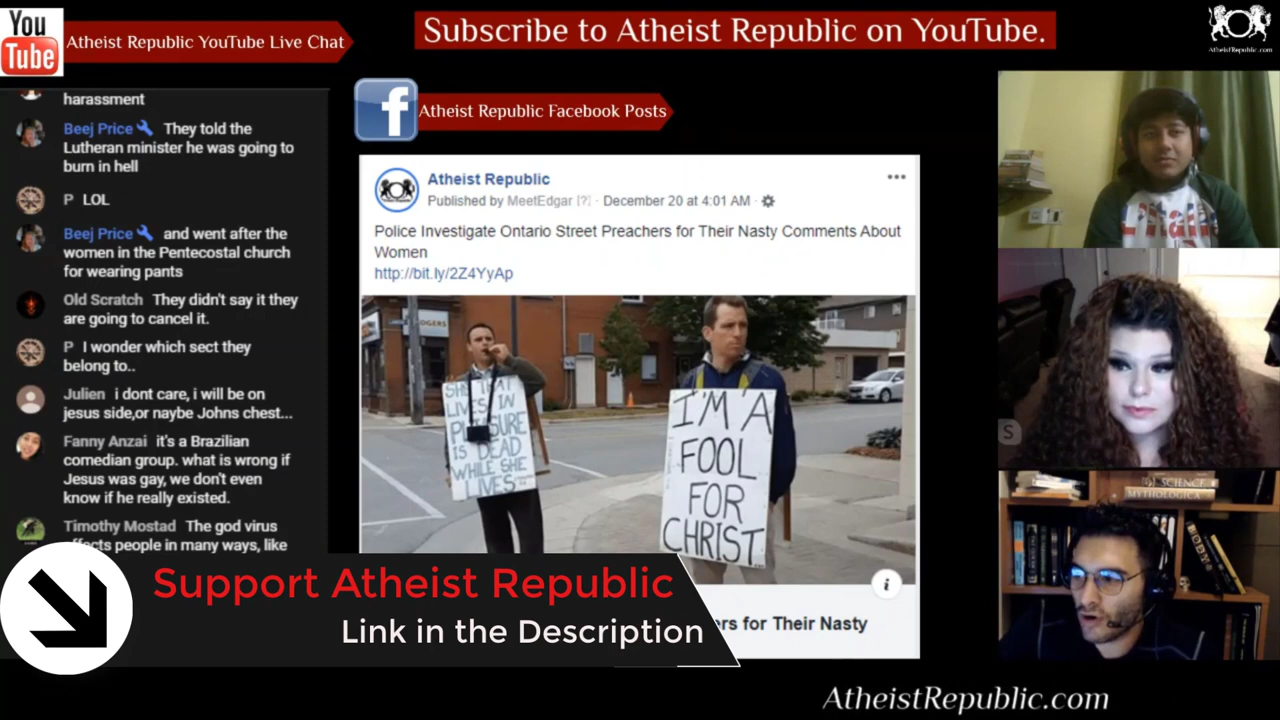 You
Tube
Atheist Republic YouTube Live Chat
Subscribe to Atheist Republic on YouTube.
AtheistRepublic.com
harassment
Beej Price They told the
Lutheran minister he was going to
burn in hell
P LOL
Beej Price and went after the
women in the Pentecostal church
for wearing pants
Old Scratch They didn't say it they
are going to cancel it.
P I wonder which sect they
belong to..
Julien i dont care, i will be on
jesus side,or naybe Johns chest...
Fanny Anzai it's a Brazilian
comedian group. what is wrong if
Jesus was gay, we don't even
know if he really existed.
Timothy Mostad The god virus
affects people in many ways, like
f
Atheist Republic Facebook Posts
Atheist Republic
Published by MeetEdgar [?] · December 20 at 4:01 AM ·
Police Investigate Ontario Street Preachers for Their Nasty Comments About
Women
http://bit.ly/2Z4YyAp
SHE THAT
LIVES IN
PLEASURE
IS DEAD
WHILE SHE
LIVES
I'M A
FOOL
FOR
CHRIST
i
ers for Their Nasty
Support Atheist Republic
Link in the Description
S
SCIENCE
MYTHOLOGICA
AtheistRepublic.com